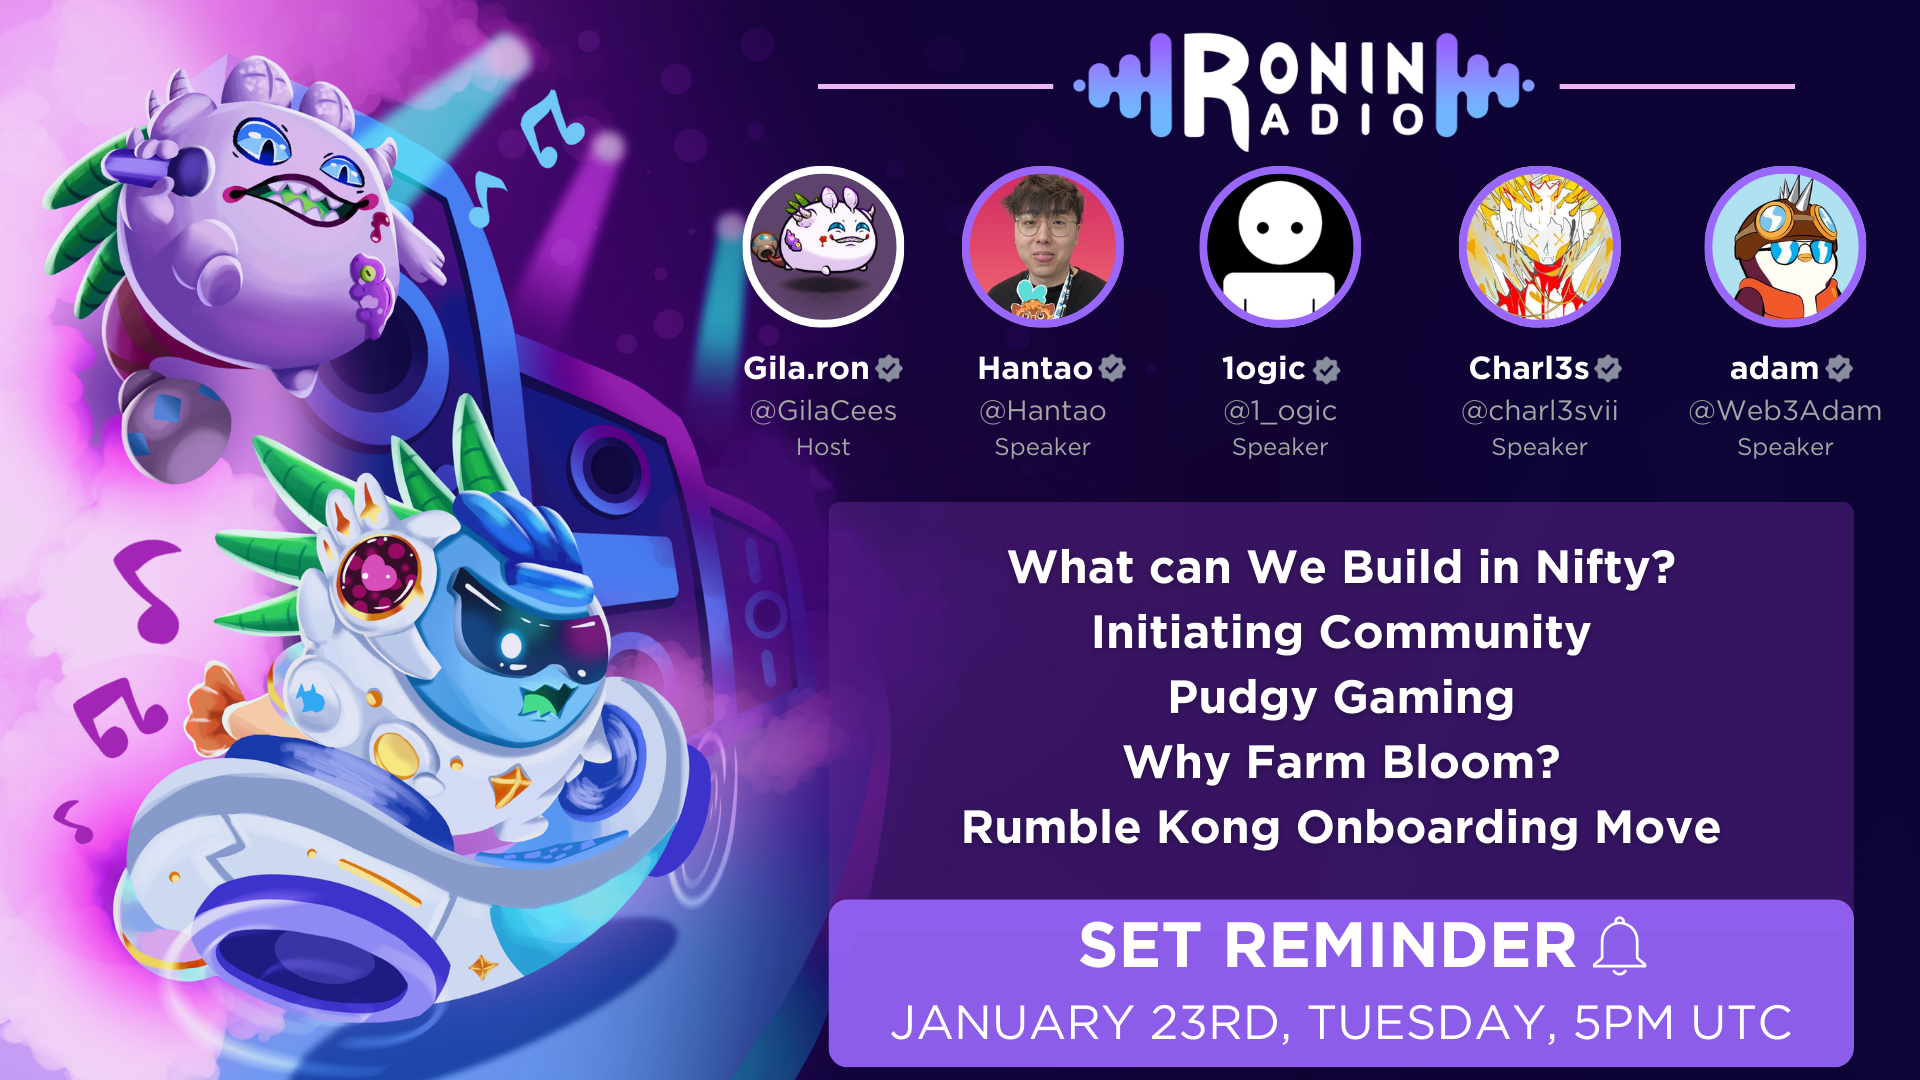 RONIN
RADIO
Gila.ron
@GilaCees
Host
Hantao
@Hantao
Speaker
1ogic
@1_ogic
Speaker
Charl3s
@charl3svii
Speaker
adam
@Web3Adam
Speaker
What can We Build in Nifty?
Initiating Community
Pudgy Gaming
Why Farm Bloom?
Rumble Kong Onboarding Move
SET REMINDER
JANUARY 23RD, TUESDAY, 5PM UTC